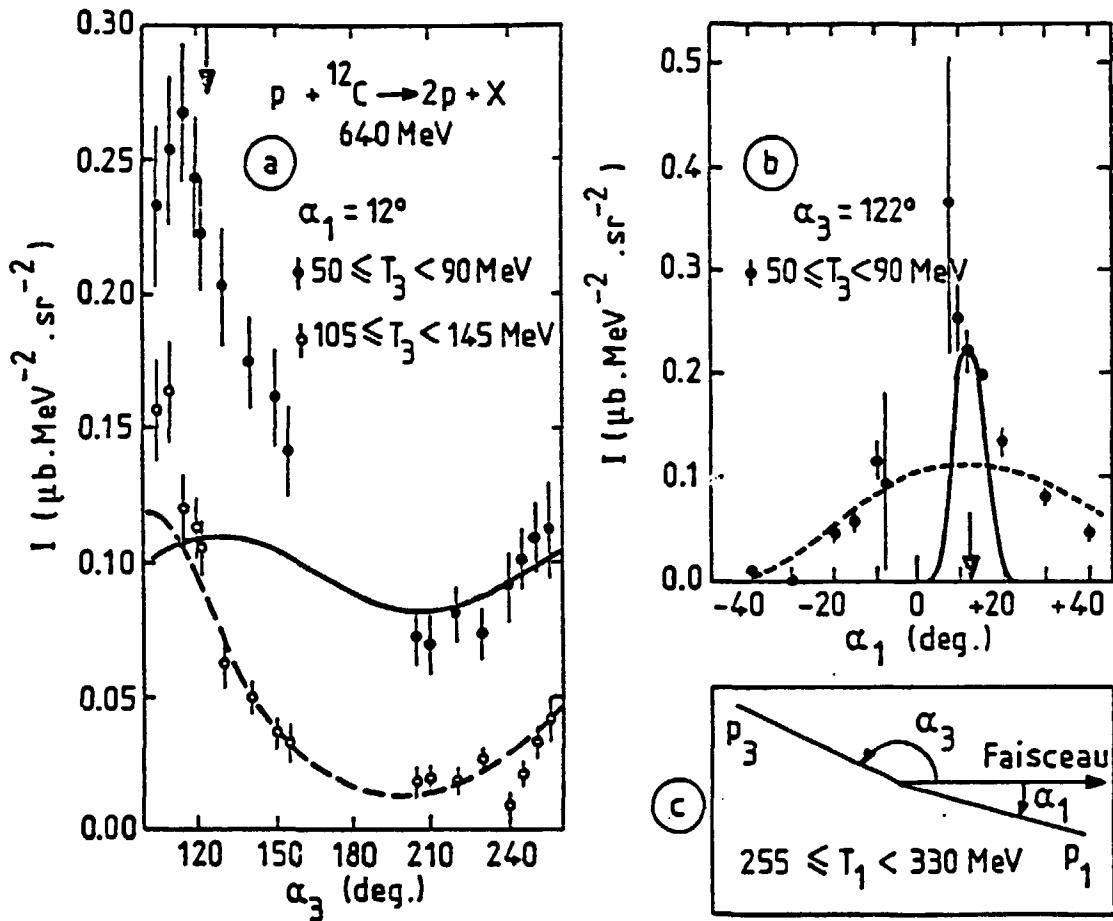 0.30
0.25
0.20
0.15
0.10
0.05
0.00
I (μb.MeV⁻².sr⁻²)
p + ¹²C → 2p + X
640 MeV
a
α₁ = 12°
50 ≤ T₃ < 90 MeV
105 ≤ T₃ < 145 MeV
120 150 180 210 240
α₃ (deg.)
0.5
0.4
0.3
0.2
0.1
0.0
I (μb.MeV⁻².sr⁻²)
b
α₃ = 122°
50 ≤ T₃ < 90 MeV
-40 -20 0 +20 +40
α₁ (deg.)
p₃
α₃
Faisceau
α₁
c
255 ≤ T₁ < 330 MeV
p₁